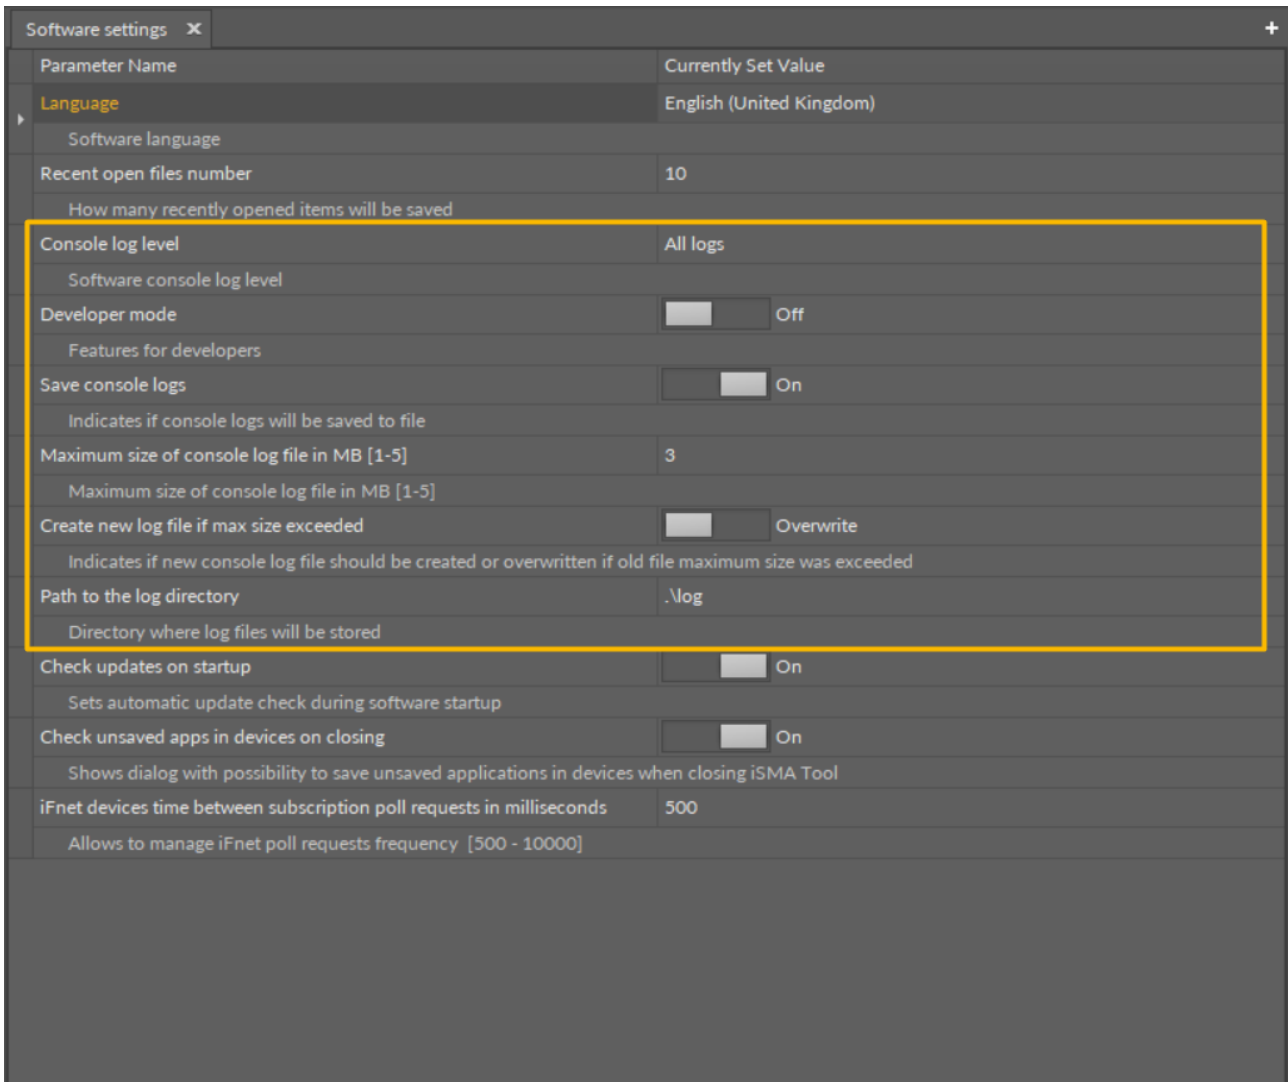 Software settings
Parameter Name Currently Set Value
Language English (United Kingdom)
Software language
Recent open files number 10
How many recently opened items will be saved
Console log level All logs
Software console log level
Developer mode Off
Features for developers
Save console logs On
Indicates if console logs will be saved to file
Maximum size of console log file in MB [1-5] 3
Maximum size of console log file in MB [1-5]
Create new log file if max size exceeded Overwrite
Indicates if new console log file should be created or overwritten if old file maximum size was exceeded
Path to the log directory .\log
Directory where log files will be stored
Check updates on startup On
Sets automatic update check during software startup
Check unsaved apps in devices on closing On
Shows dialog with possibility to save unsaved applications in devices when closing iSMA Tool
iFnet devices time between subscription poll requests in milliseconds 500
Allows to manage iFnet poll requests frequency [500 - 10000]